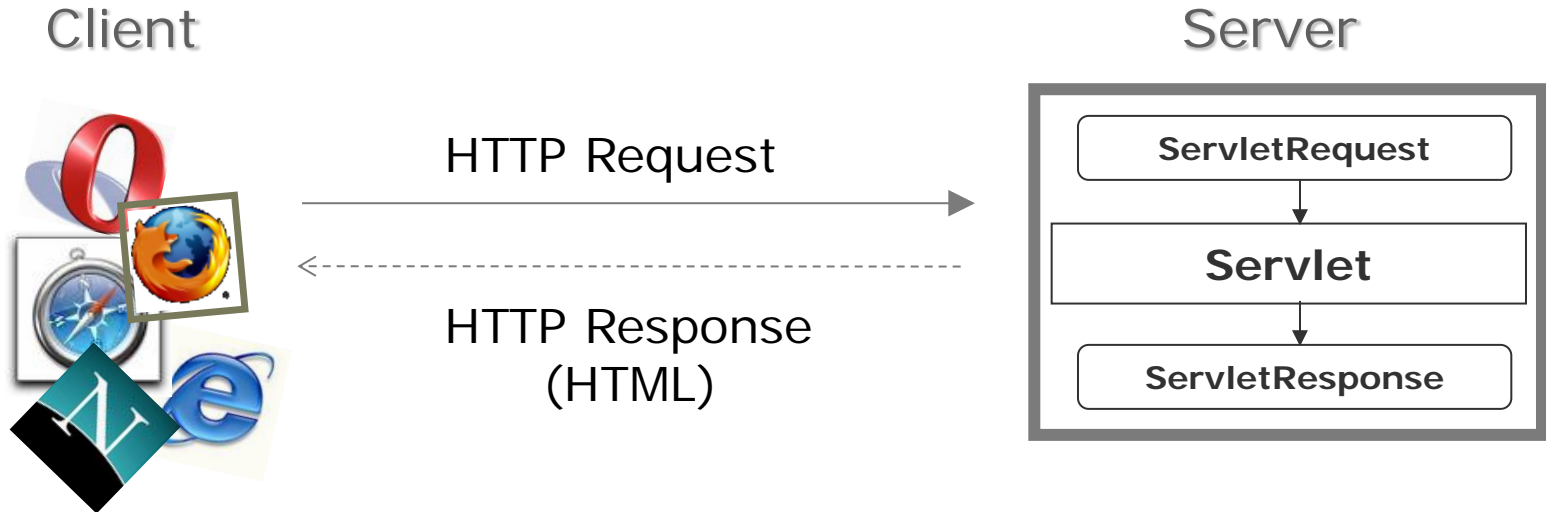 Client
Server
HTTP Request
HTTP Response
(HTML)
ServletRequest
Servlet
ServletResponse
N